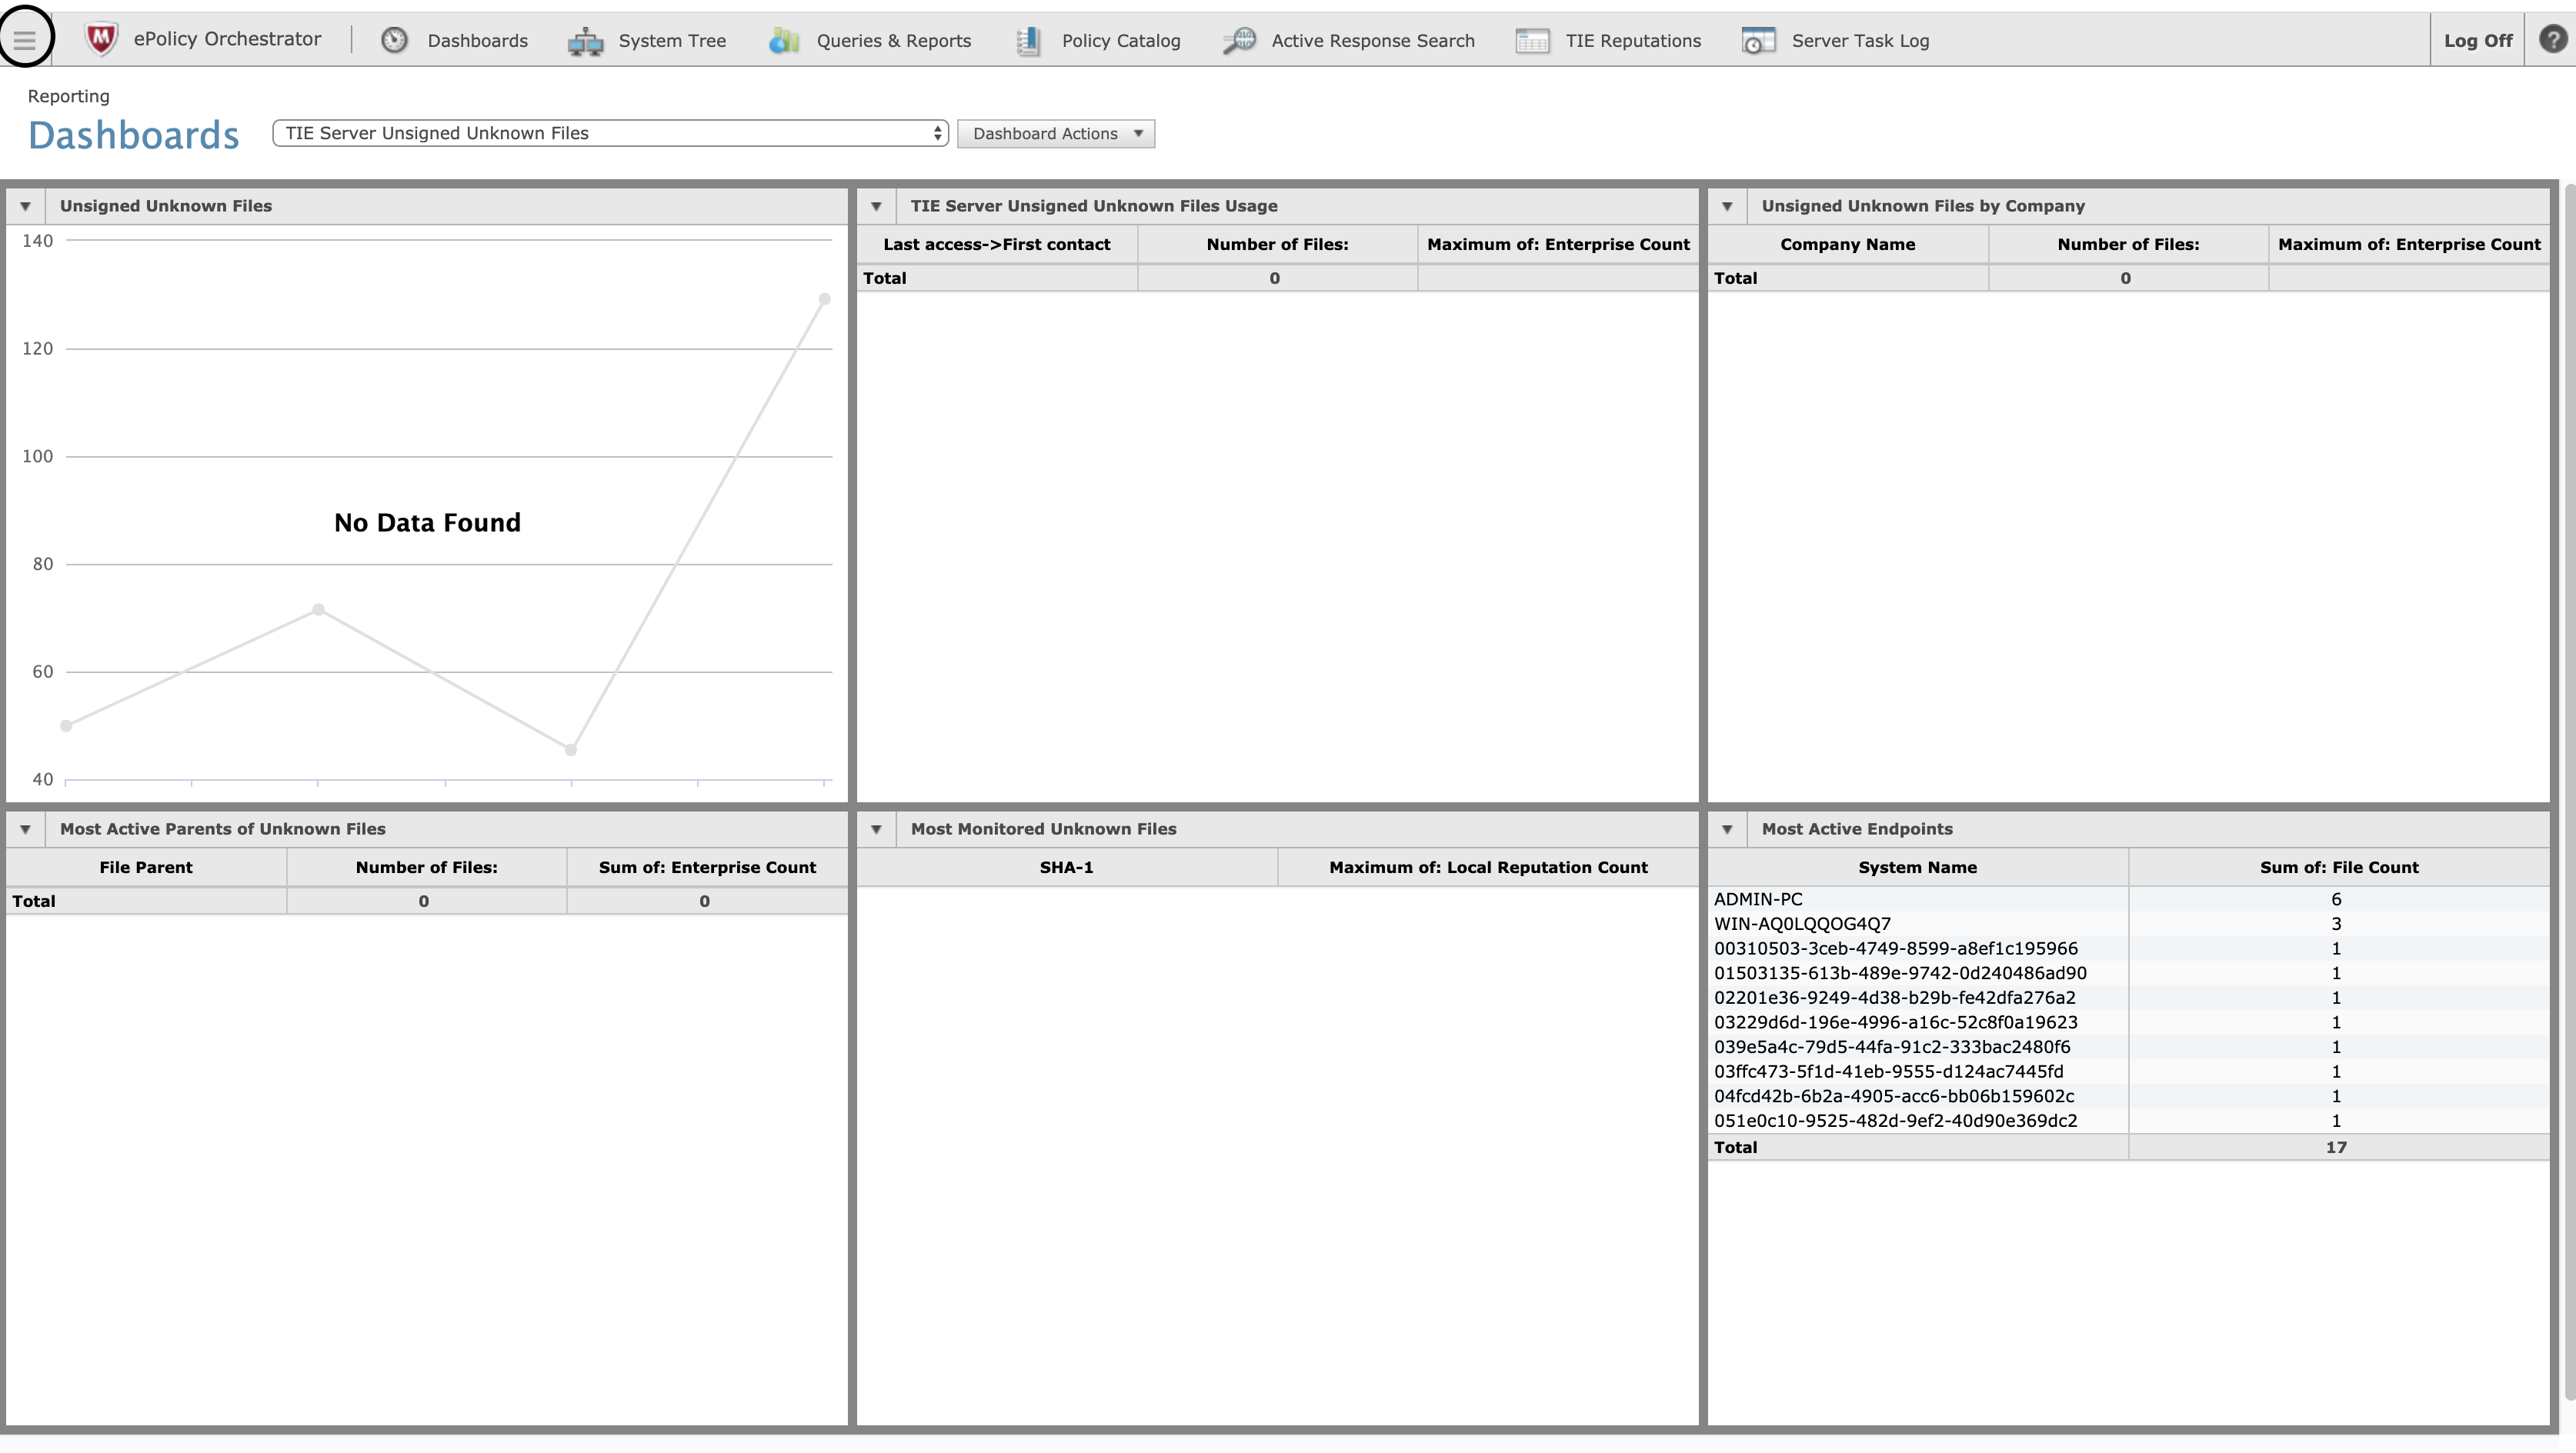 ePolicy Orchestrator Dashboards System Tree Queries & Reports Policy Catalog Active Response Search TIE Reputations Server Task Log Log Off ?
Reporting
Dashboards TIE Server Unsigned Unknown Files Dashboard Actions
Unsigned Unknown Files
140
120
100
80
60
40
No Data Found
TIE Server Unsigned Unknown Files Usage
Last access->First contact Number of Files: Maximum of: Enterprise Count
Total 0
Unsigned Unknown Files by Company
Company Name Number of Files: Maximum of: Enterprise Count
Total 0
Most Active Parents of Unknown Files
File Parent Number of Files: Sum of: Enterprise Count
Total 0 0
Most Monitored Unknown Files
SHA-1 Maximum of: Local Reputation Count
Most Active Endpoints
System Name Sum of: File Count
ADMIN-PC 6
WIN-AQ0LQQOG4Q7 3
00310503-3ceb-4749-8599-a8ef1c195966 1
01503135-613b-489e-9742-0d240486ad90 1
02201e36-9249-4d38-b29b-fe42dfa276a2 1
03229d6d-196e-4996-a16c-52c8f0a19623 1
039e5a4c-79d5-44fa-91c2-333bac2480f6 1
03ffc473-5f1d-41eb-9555-d124ac7445fd 1
04fcd42b-6b2a-4905-acc6-bb06b159602c 1
051e0c10-9525-482d-9ef2-40d90e369dc2 1
Total 17